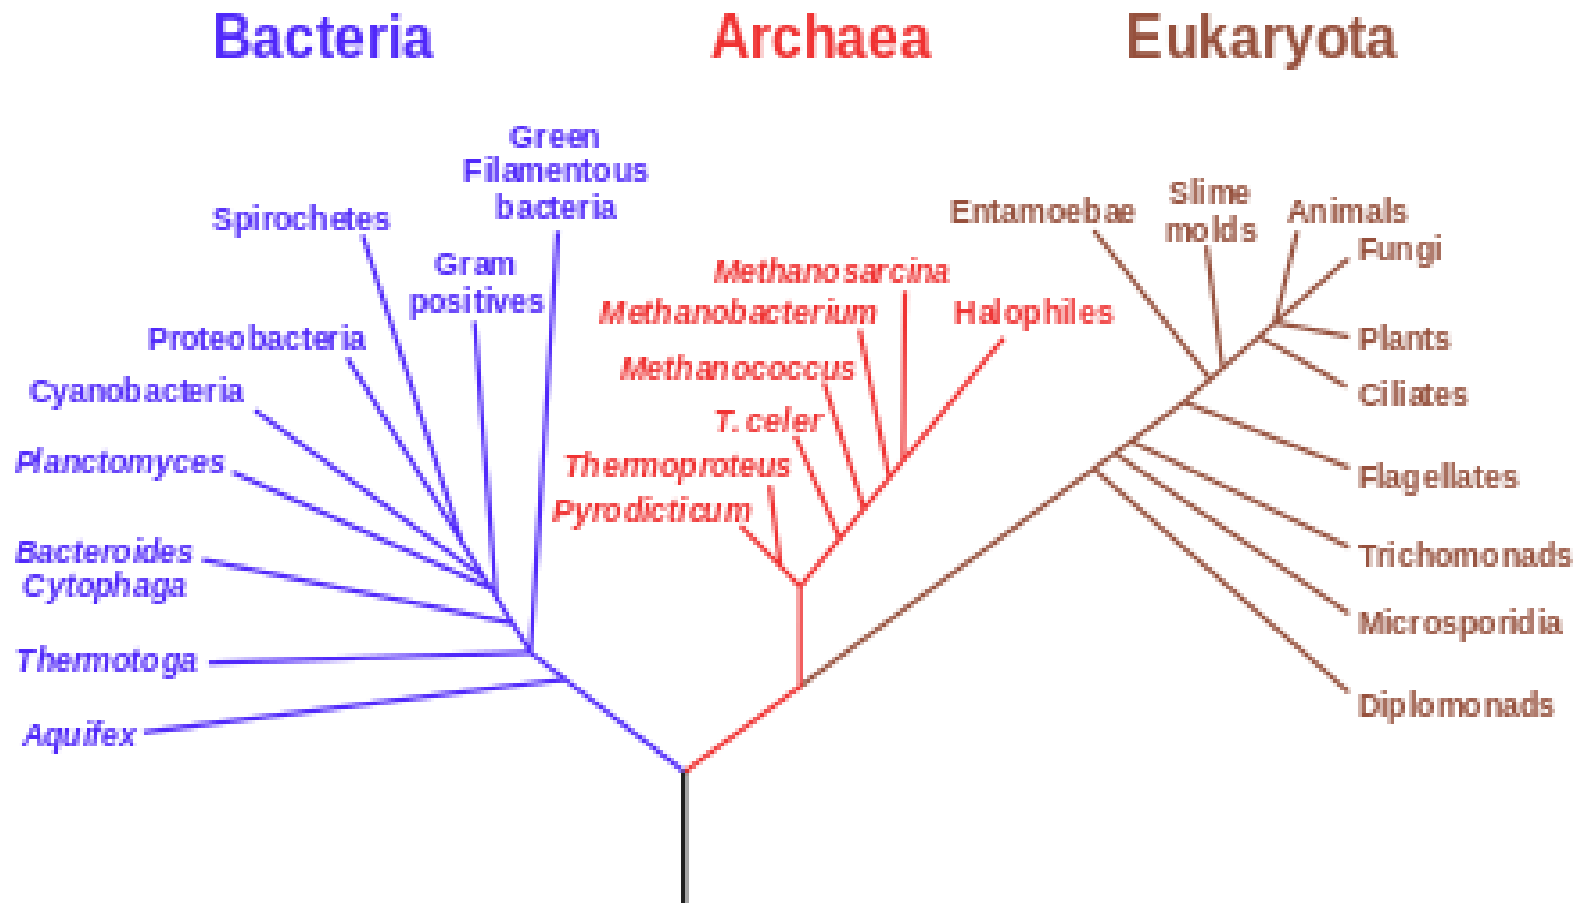 Bacteria
Archaea
Eukaryota
Green
Filamentous
bacteria
Spirochetes
Gram
positives
Proteobacteria
Cyanobacteria
Planctomyces
Bacteroides
Cytophaga
Thermotoga
Aquifex
Methanosarcina
Methanobacterium
Halophiles
Methanococcus
T. celer
Thermoproteus
Pyrodicticum
Entamoebae
Slime
molds
Animals
Fungi
Plants
Ciliates
Flagellates
Trichomonads
Microsporidia
Diplomonads